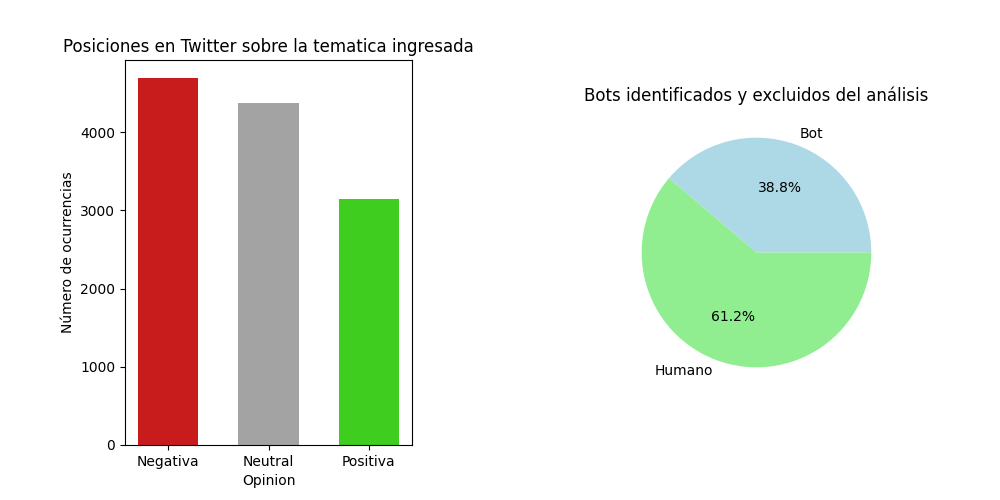 Posiciones en Twitter sobre la tematica ingresada
Número de ocurrencias
4000
3000
2000
1000
0
Negativa
Neutral
Positiva
Opinion
Bots identificados y excluidos del análisis
Bot
38.8%
61.2%
Humano